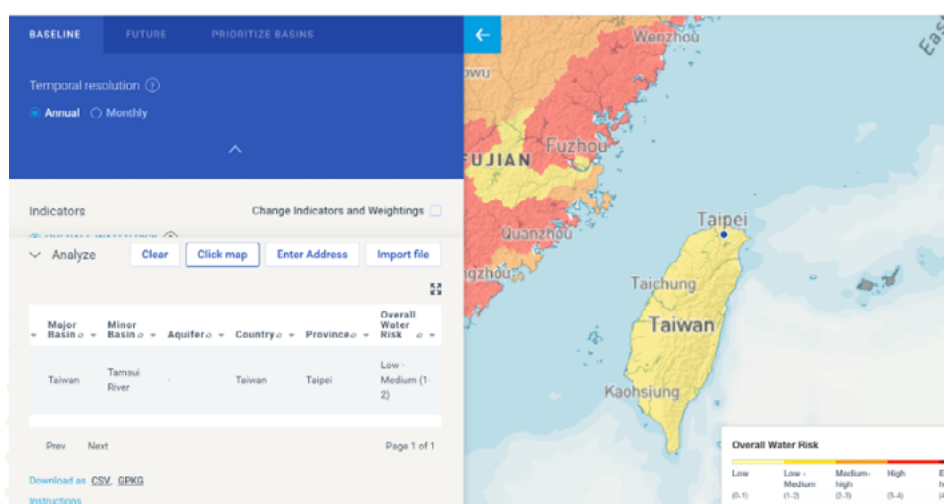 BASELINE FUTURE PRIORITIZE BASINS
Temporal resolution ?
Annual Monthly
Indicators Change Indicators and Weightings
OVERALL WATER RISK
Analyze Clear Click map Enter Address Import file
Major Basin Minor Basin Aquifer Country Province Overall Water Risk
Taiwan Tamsui River - Taiwan Taipei Low - Medium (1-2)
Prev Next Page 1 of 1
Download as CSV, GPKG
Instructions
Wenzhou
Fuzhou
FUJIAN
Quanzhou
Taipei
Taichung
Taiwan
Kaohsiung
Overall Water Risk
Low Low - Medium Medium-high High
(0-1) (1-2) (2-3) (3-4)